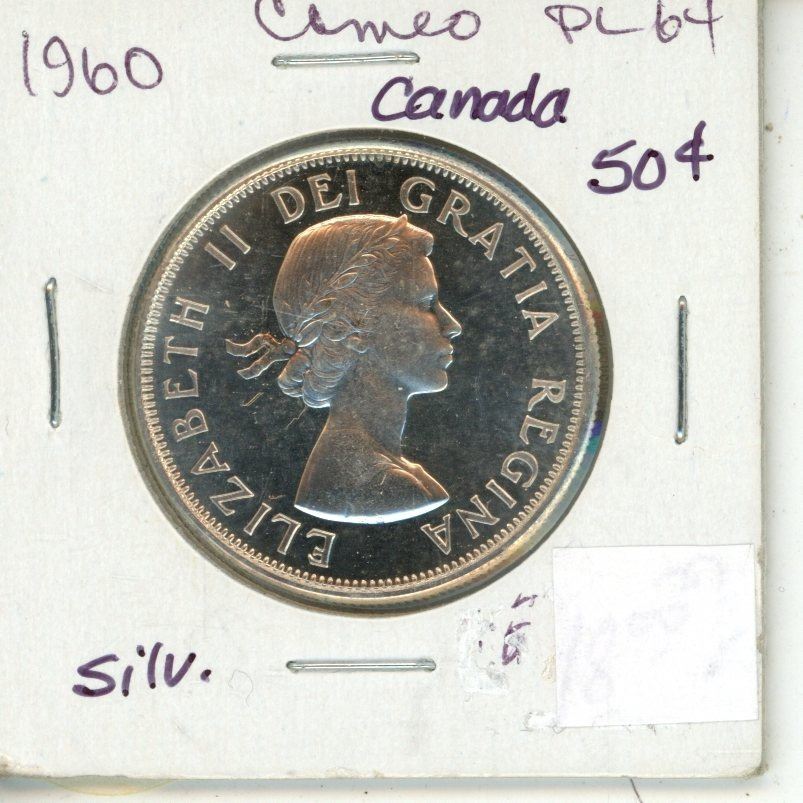 Cameo PL64
1960
Canada
50¢
ELIZABETH II DEI GRATIA REGINA
Silv.